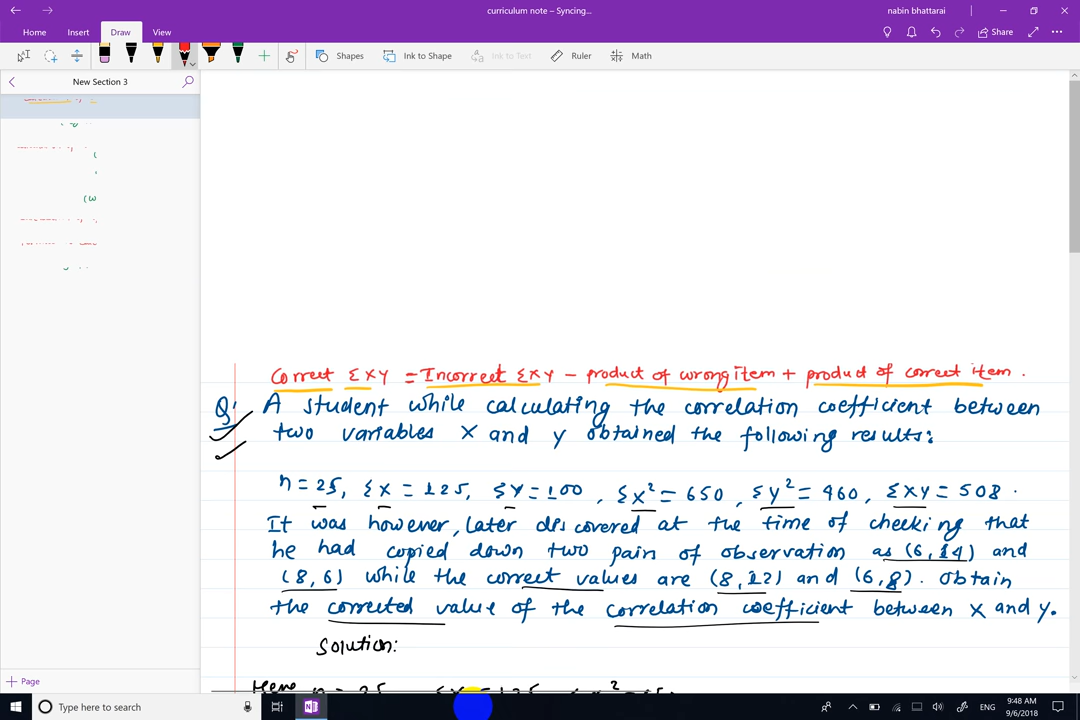 curriculum note – Syncing...
nabin bhattarai
Home Insert Draw View
Share
Shapes Ink to Shape Ink to Text Ruler Math
New Section 3
Correct ΣXY = Incorrect ΣXY − product of wrong item + product of correct item.
Q' A student while calculating the correlation coefficient between
two variables X and Y obtained the following results:
n = 25, ΣX = 125, ΣY = 100, ΣX² = 650, ΣY² = 960, ΣXY = 508.
It was however, later discovered at the time of checking that
he had copied down two pair of observation as (6,14) and
(8,6) while the correct values are (8,12) and (6,8). Obtain
the corrected value of the correlation coefficient between X and Y.
Solution:
Page
Type here to search
ENG
9:48 AM
9/6/2018